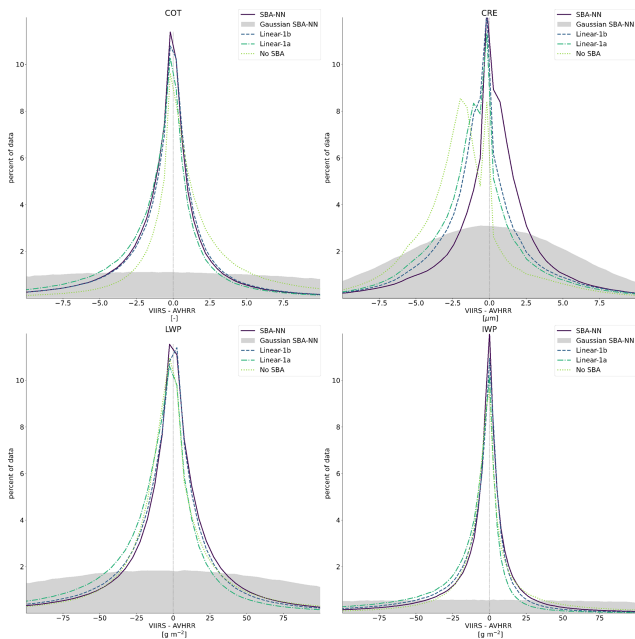 COT
SBA-NN
Gaussian SBA-NN
Linear-1b
Linear-1a
No SBA
percent of data
10
8
6
4
2
−7.5
−5.0
−2.5
0.0
2.5
5.0
7.5
VIIRS - AVHRR
[-]
CRE
SBA-NN
Gaussian SBA-NN
Linear-1b
Linear-1a
No SBA
percent of data
10
8
6
4
2
−7.5
−5.0
−2.5
0.0
2.5
5.0
7.5
VIIRS - AVHRR
[μm]
LWP
SBA-NN
Gaussian SBA-NN
Linear-1b
Linear-1a
No SBA
percent of data
10
8
6
4
2
−75
−50
−25
0
25
50
75
VIIRS - AVHRR
[g m⁻²]
IWP
SBA-NN
Gaussian SBA-NN
Linear-1b
Linear-1a
No SBA
percent of data
10
8
6
4
2
−75
−50
−25
0
25
50
75
VIIRS - AVHRR
[g m⁻²]